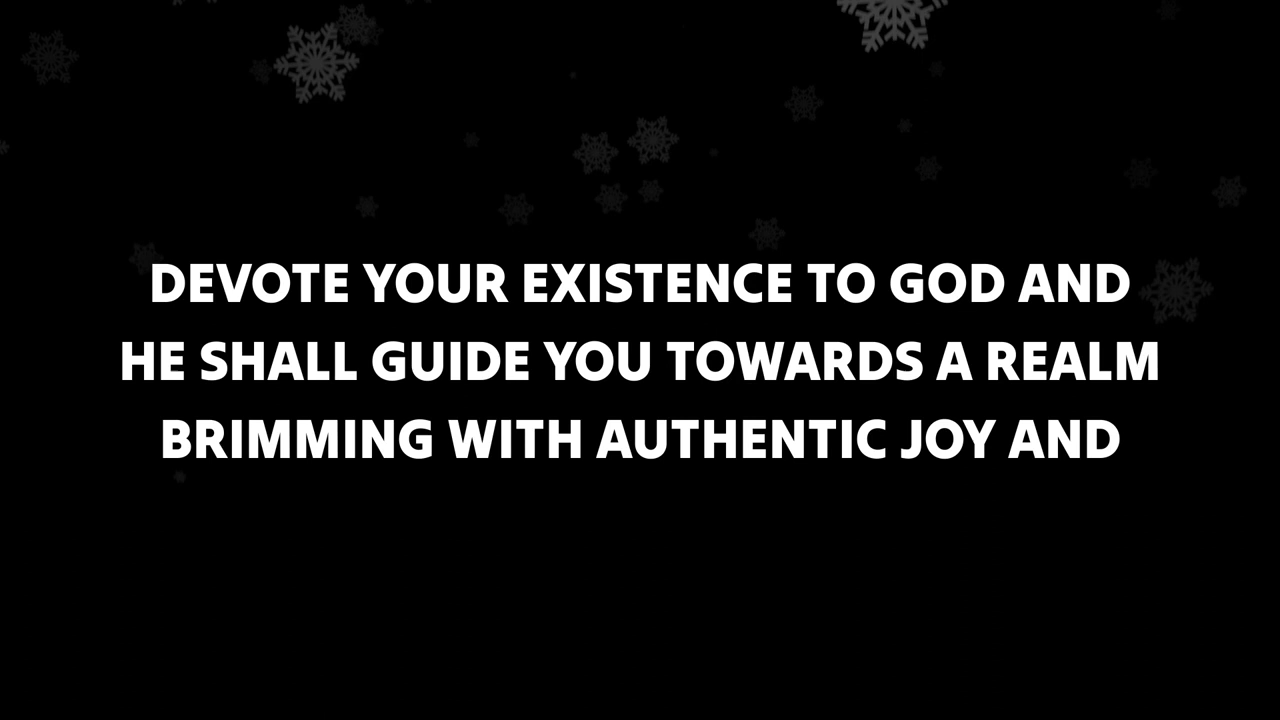 DEVOTE YOUR EXISTENCE TO GOD AND
HE SHALL GUIDE YOU TOWARDS A REALM
BRIMMING WITH AUTHENTIC JOY AND